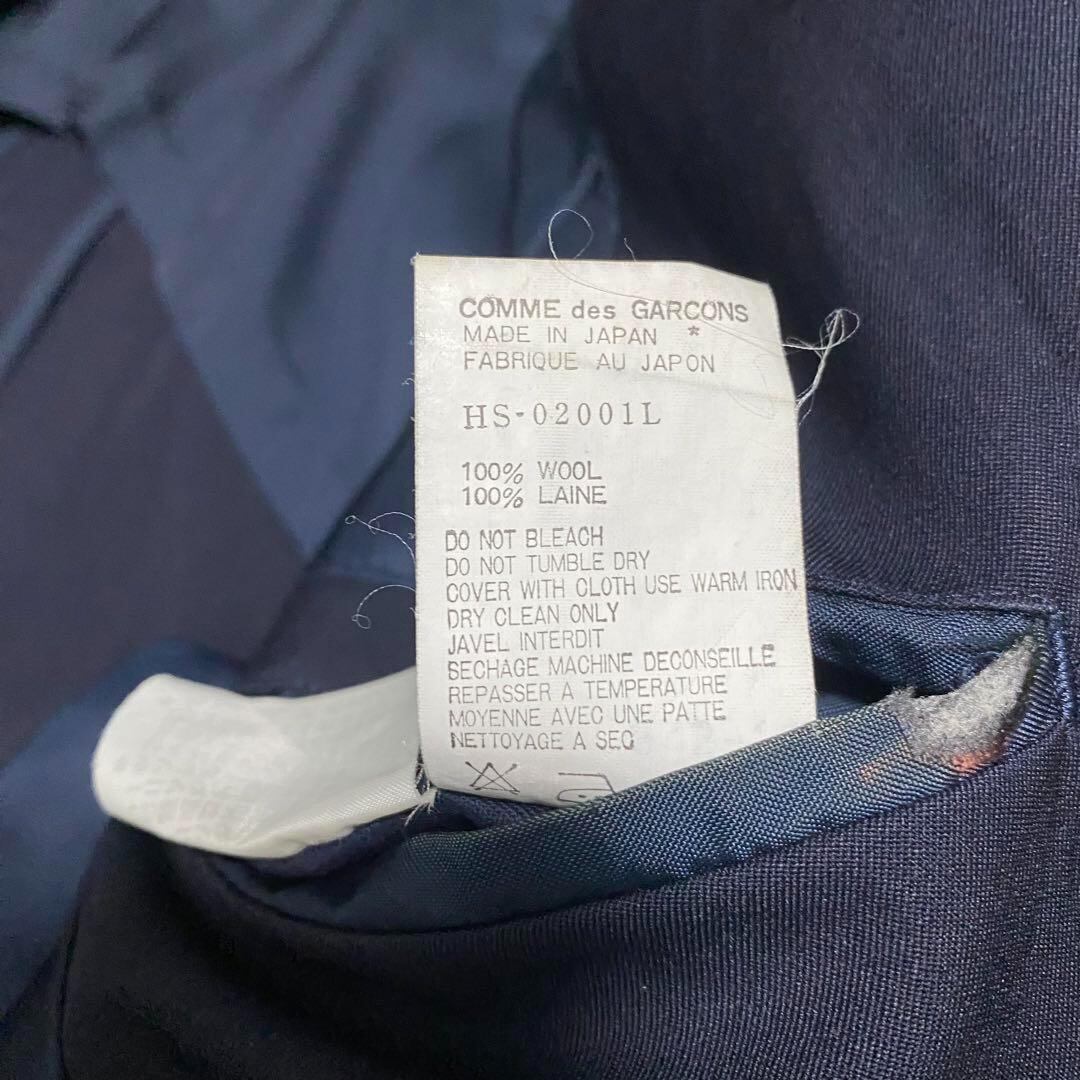 COMME des GARCONS
MADE IN JAPAN *
FABRIQUE AU JAPON
HS-02001L
100% WOOL
100% LAINE
DO NOT BLEACH
DO NOT TUMBLE DRY
COVER WITH CLOTH USE WARM IRON
DRY CLEAN ONLY
JAVEL INTERDIT
SECHAGE MACHINE DECONSEILLE
REPASSER A TEMPERATURE
MOYENNE AVEC UNE PATTE
NETTOYAGE A SEC